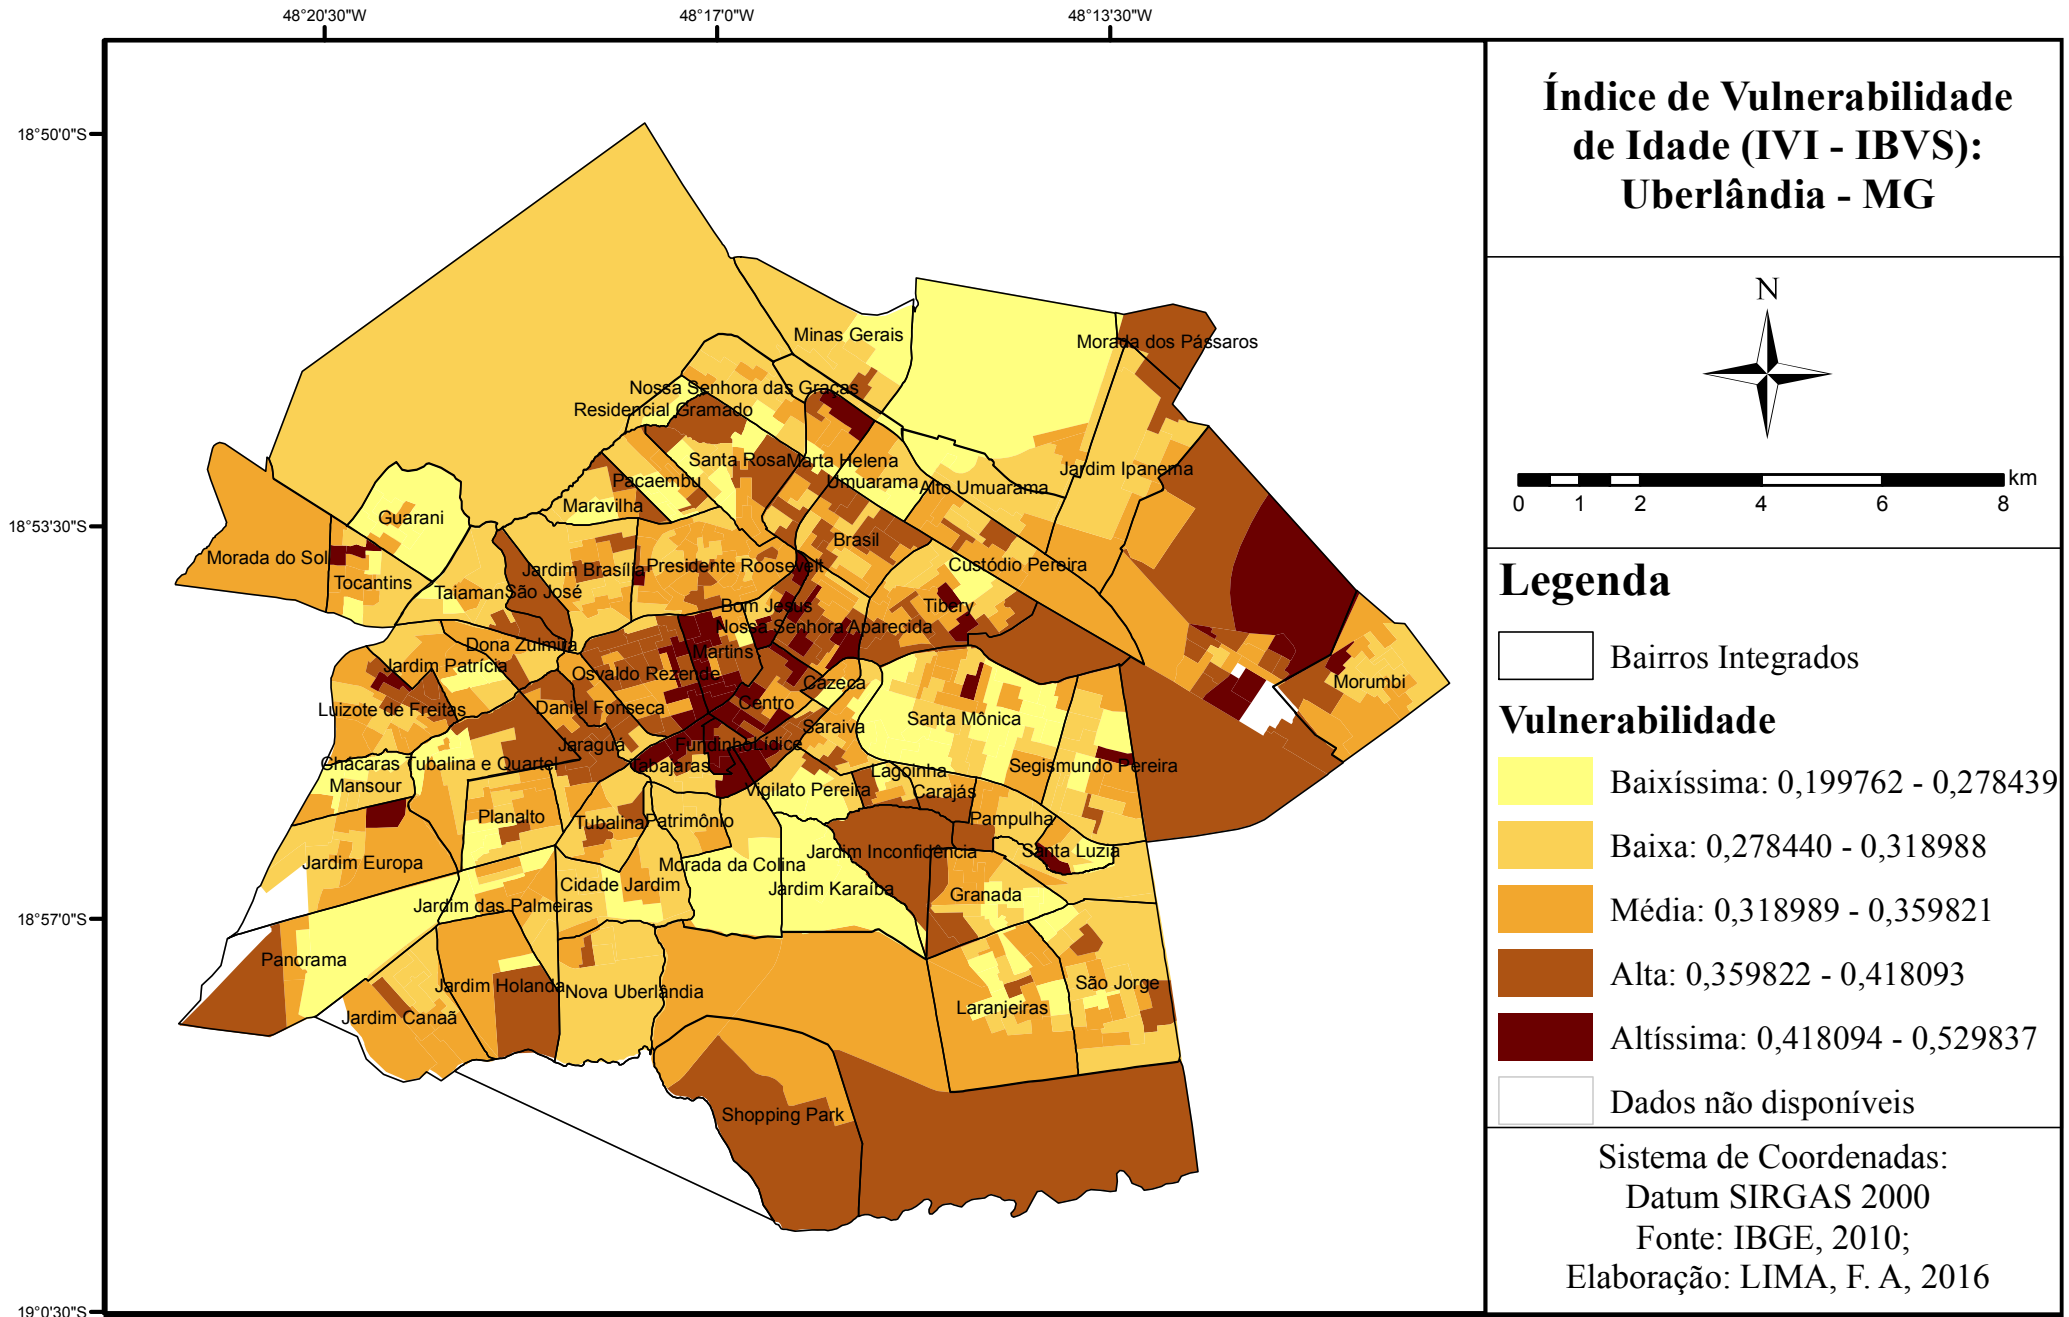 48°20'30"W
48°17'0"W
48°13'30"W
18°50'0"S
18°53'30"S
18°57'0"S
19°0'30"S
Minas Gerais
Morada dos Pássaros
Nossa Senhora das Graças
Residencial Gramado
Santa Rosa
Marta Helena
Jardim Ipanema
Pacaembu
Umuarama
Alto Umuarama
Maravilha
Guarani
Brasil
Morada do Sol
Tocantins
Jardim Brasília
Presidente Roosevelt
Custódio Pereira
Taiaman
São José
Bom Jesus
Tibery
Nossa Senhora Aparecida
Dona Zulmira
Martins
Jardim Patrícia
Osvaldo Rezende
Cazeca
Morumbi
Luizote de Freitas
Daniel Fonseca
Centro
Santa Mônica
Saraiva
Jaraguá
Fundinho
Lídice
Chácaras Tubalina e Quartel
Tabajaras
Lagoinha
Segismundo Pereira
Mansour
Vigilato Pereira
Carajás
Planalto
Tubalina
Patrimônio
Pampulha
Jardim Europa
Morada da Colina
Jardim Inconfidência
Santa Luzia
Cidade Jardim
Jardim Karaíba
Granada
Jardim das Palmeiras
Panorama
Jardim Holanda
Nova Uberlândia
São Jorge
Jardim Canaã
Laranjeiras
Shopping Park
Índice de Vulnerabilidade
de Idade (IVI - IBVS):
Uberlândia - MG
N
km
0 1 2 4 6 8
Legenda
Bairros Integrados
Vulnerabilidade
Baixíssima: 0,199762 - 0,278439
Baixa: 0,278440 - 0,318988
Média: 0,318989 - 0,359821
Alta: 0,359822 - 0,418093
Altíssima: 0,418094 - 0,529837
Dados não disponíveis
Sistema de Coordenadas:
Datum SIRGAS 2000
Fonte: IBGE, 2010;
Elaboração: LIMA, F. A, 2016